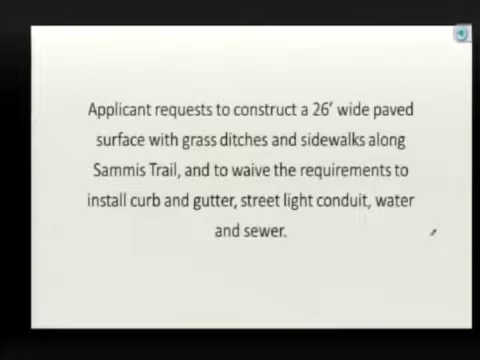 Applicant requests to construct a 26' wide paved
surface with grass ditches and sidewalks along
Sammis Trail, and to waive the requirements to
install curb and gutter, street light conduit, water
and sewer.